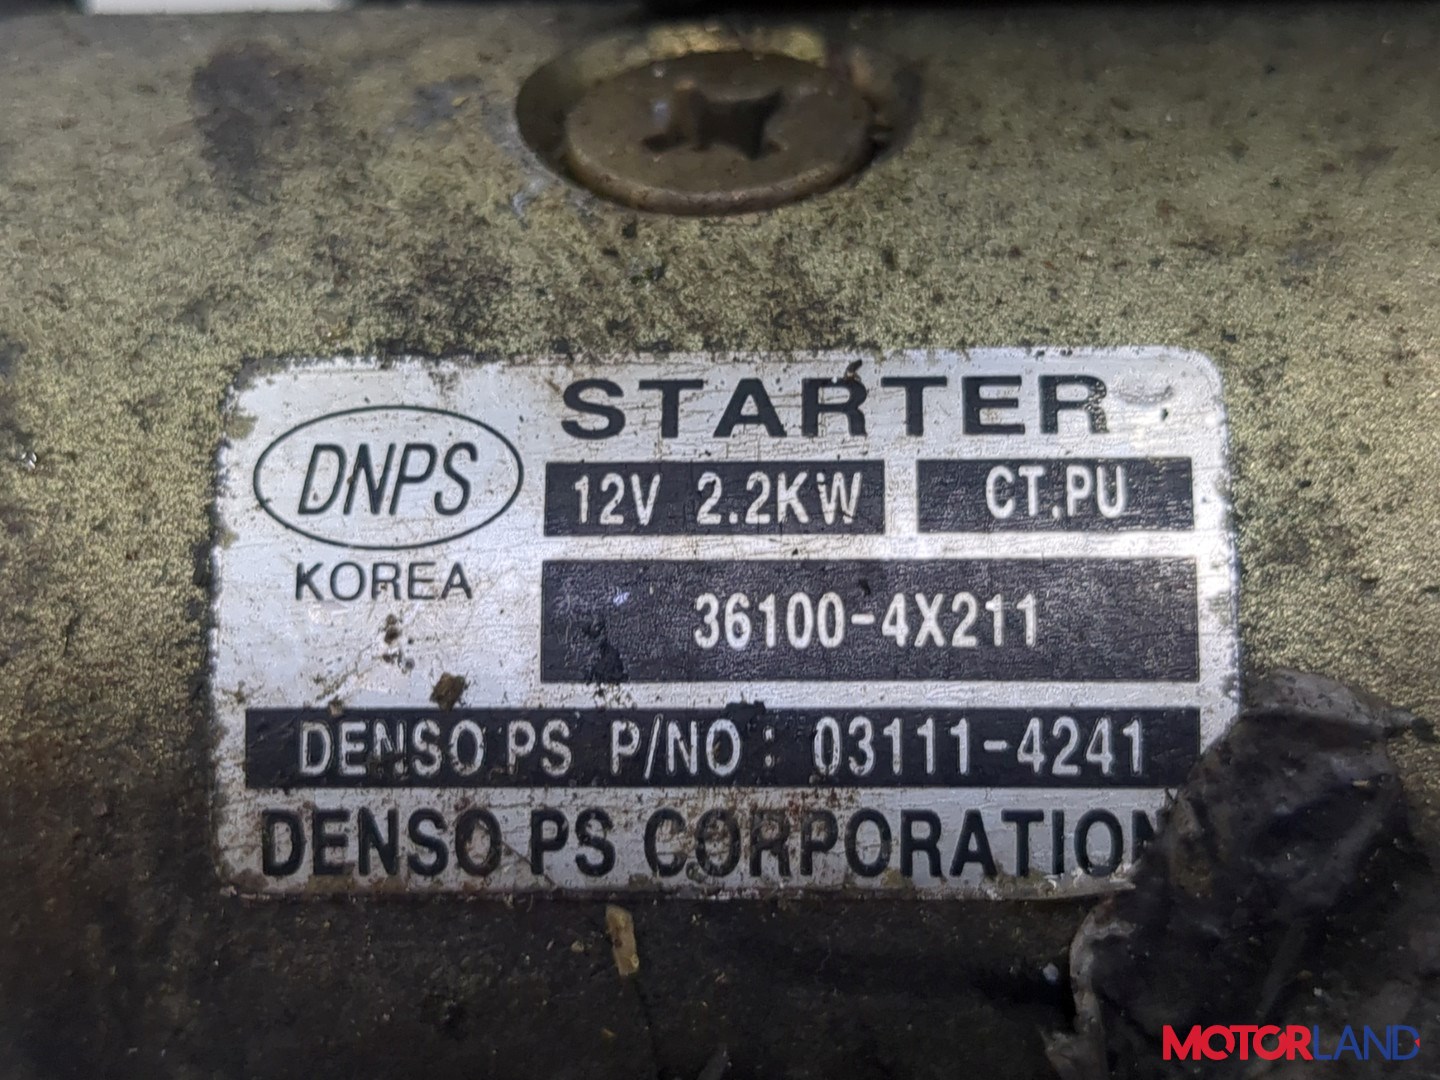 STARTER
DNPS
12V 2.2KW CT.PU
KOREA
36100-4X211
DENSO PS P/NO: 03111-4241
DENSO PS CORPORATION
MOTORLAND